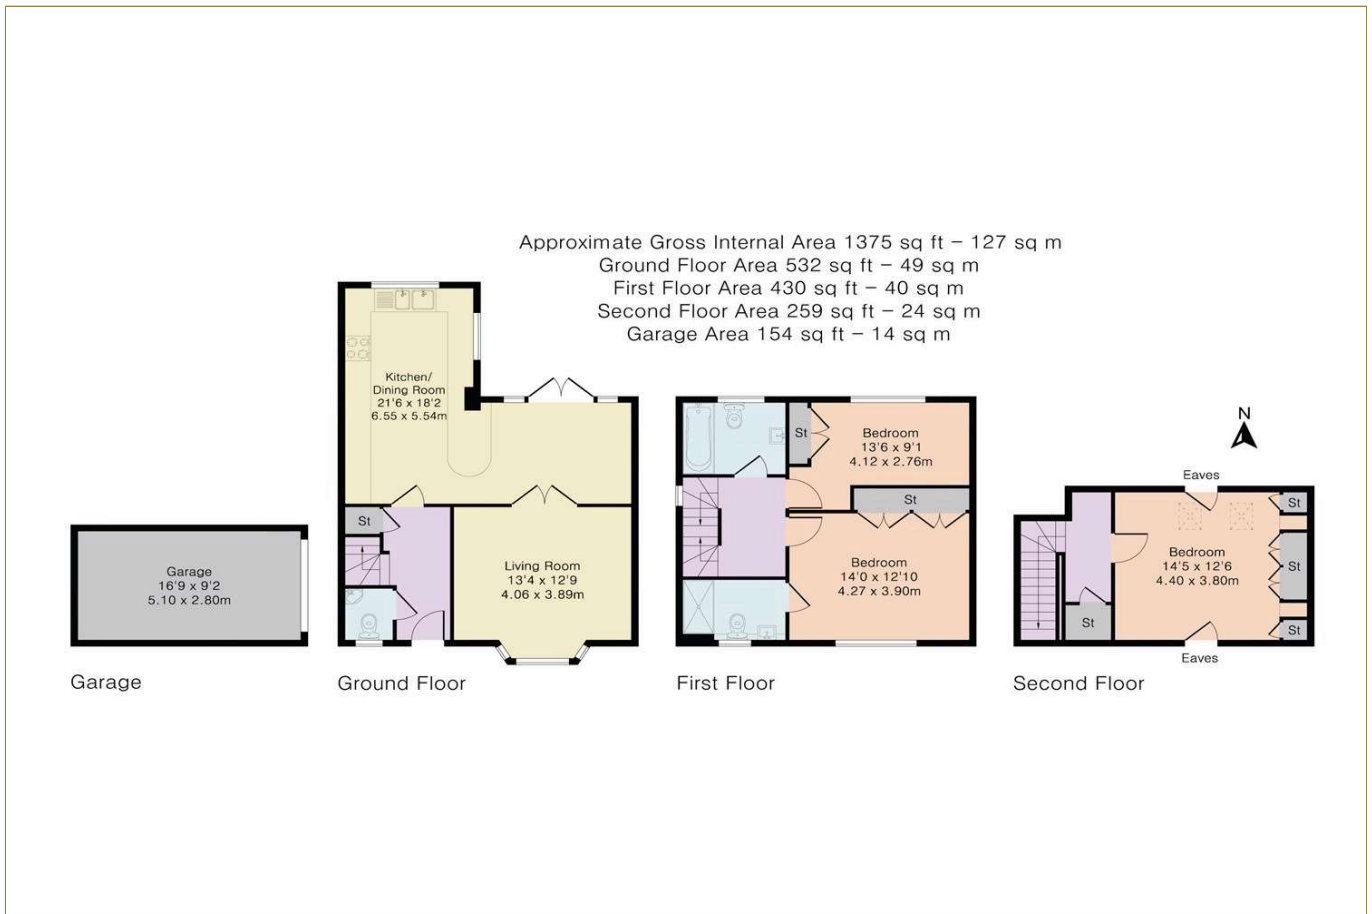 Approximate Gross Internal Area 1375 sq ft – 127 sq m
Ground Floor Area 532 sq ft – 49 sq m
First Floor Area 430 sq ft – 40 sq m
Second Floor Area 259 sq ft – 24 sq m
Garage Area 154 sq ft – 14 sq m
Garage
16'9 x 9'2
5.10 x 2.80m
Garage
Kitchen/
Dining Room
21'6 x 18'2
6.55 x 5.54m
St
Living Room
13'4 x 12'9
4.06 x 3.89m
Ground Floor
St
Bedroom
13'6 x 9'1
4.12 x 2.76m
St
Bedroom
14'0 x 12'10
4.27 x 3.90m
First Floor
N
Eaves
St
Bedroom
14'5 x 12'6
4.40 x 3.80m
St
St
St
Eaves
Second Floor